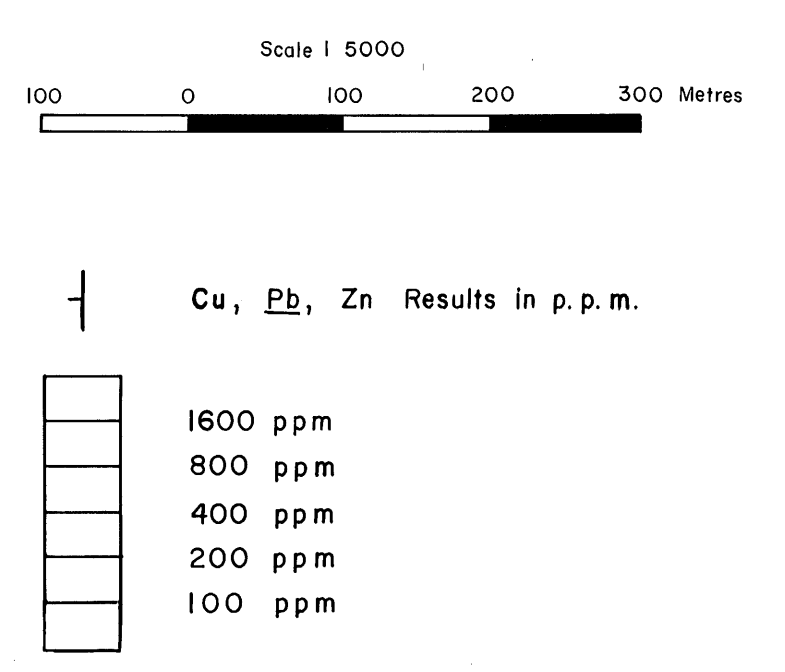 Scale 1 5000
100 0 100 200 300 Metres
Cu, Pb, Zn Results in p.p.m.
1600 ppm
800 ppm
400 ppm
200 ppm
100 ppm